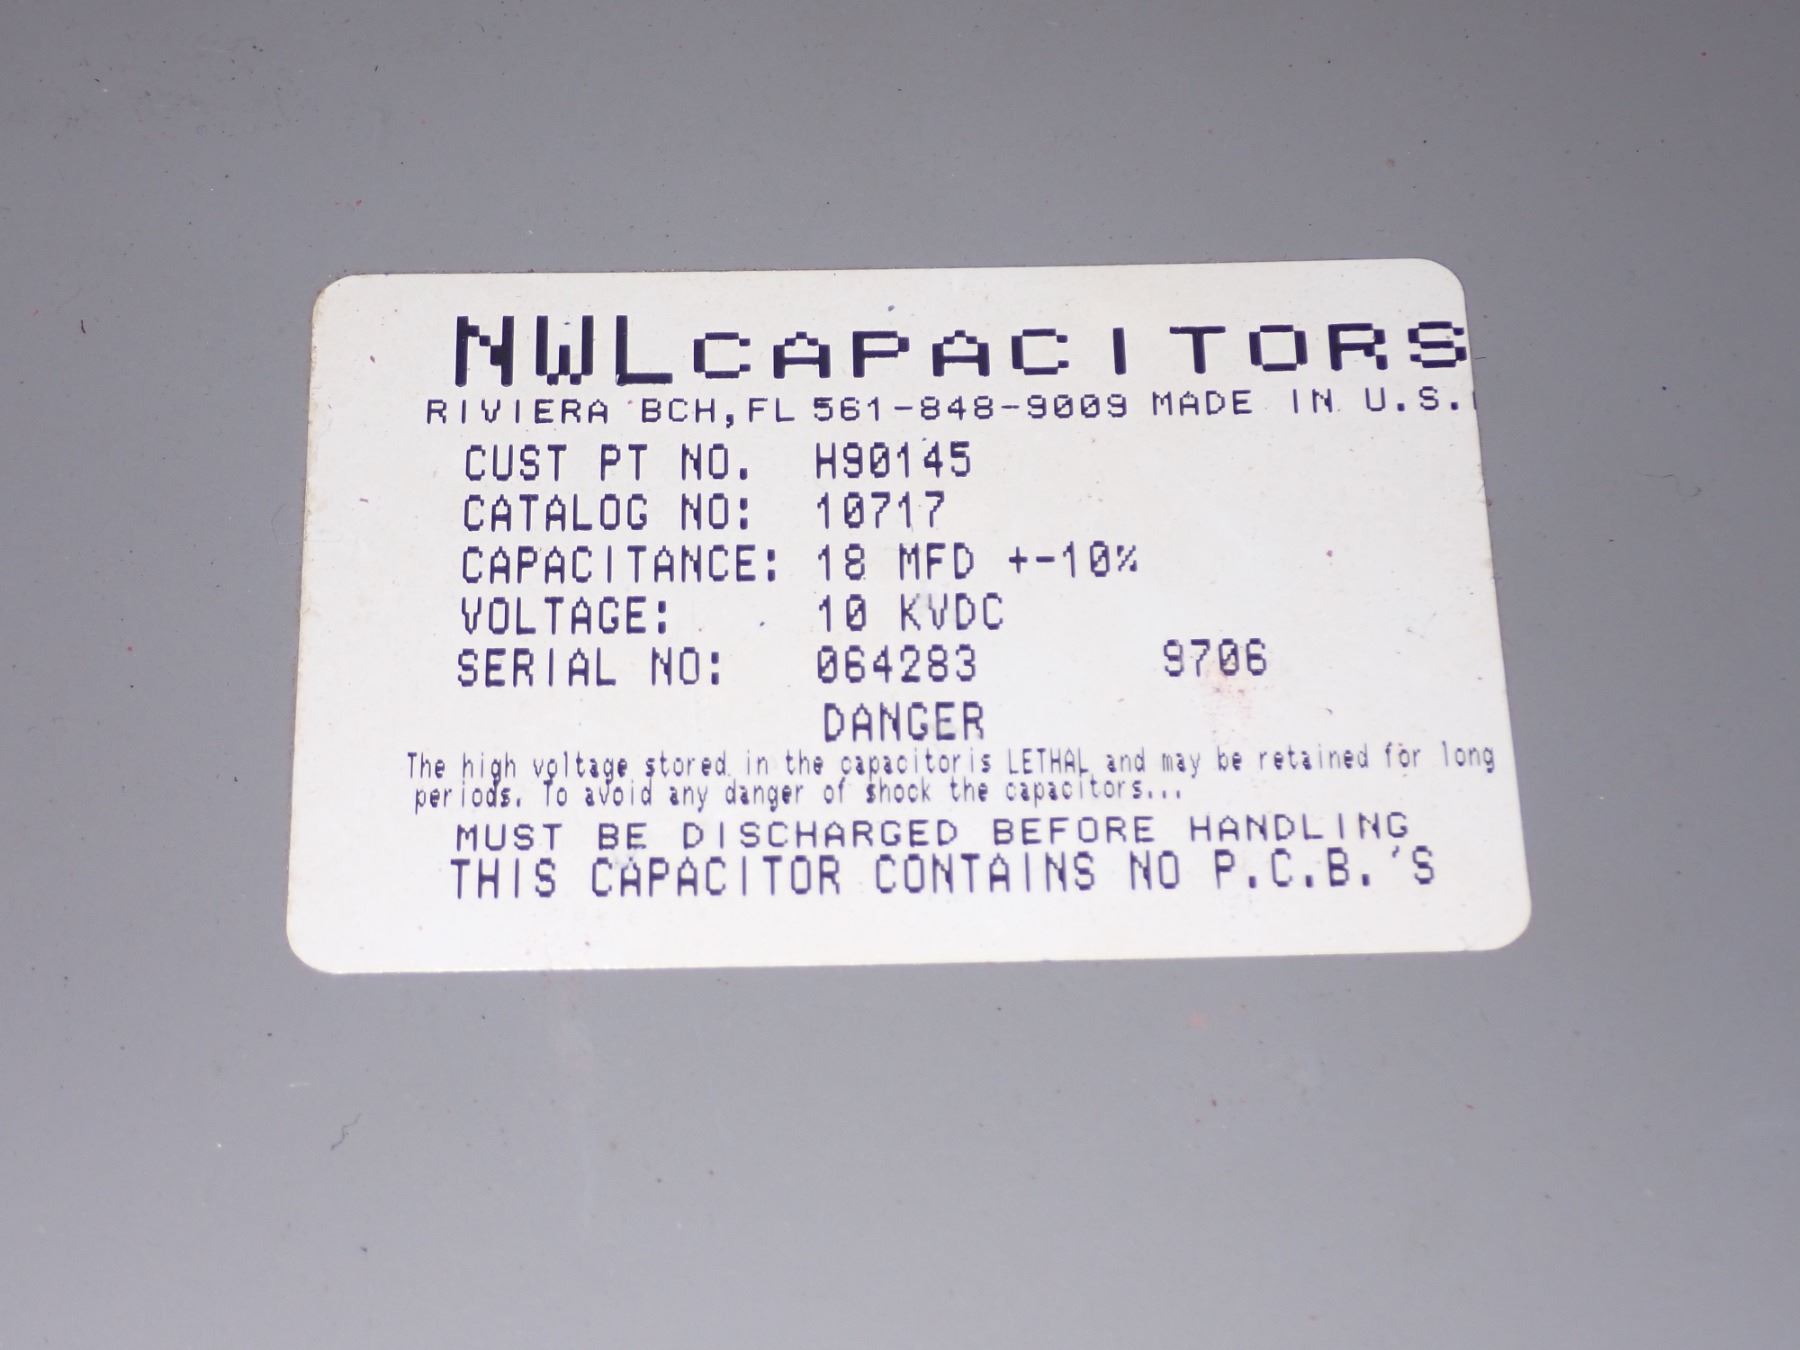 NWL CAPACITORS
RIVIERA BCH, FL 561-848-9009 MADE IN U.S.
CUST PT NO. H90145
CATALOG NO: 10717
CAPACITANCE: 18 MFD +-10%
VOLTAGE: 10 KVDC
SERIAL NO: 064283 9706
DANGER
The high voltage stored in the capacitoris LETHAL and may be retained for long
periods. To avoid any danger of shock the capacitors...
MUST BE DISCHARGED BEFORE HANDLING
THIS CAPACITOR CONTAINS NO P.C.B.'S